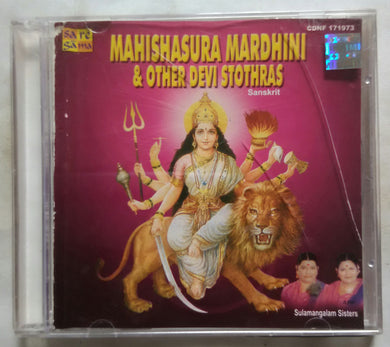 sa re
ga ma
CDNF 171973
MAHISHASURA MARDHINI
& OTHER DEVI STOTHRAS
Sanskrit
Sulamangalam Sisters